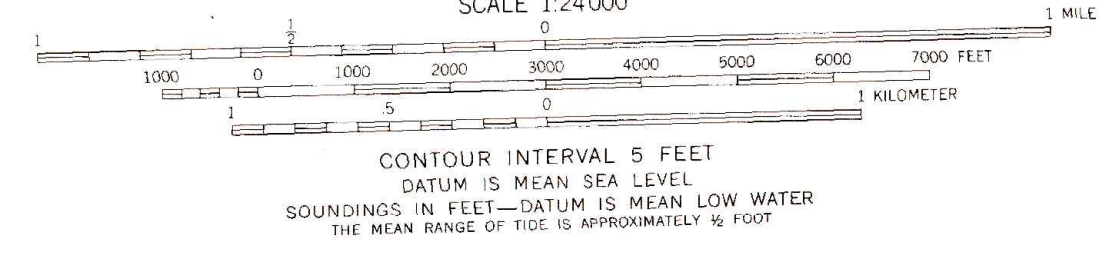 SCALE 1:24000
1 ½ 0 1 MILE
1000 0 1000 2000 3000 4000 5000 6000 7000 FEET
1 .5 0 1 KILOMETER
CONTOUR INTERVAL 5 FEET
DATUM IS MEAN SEA LEVEL
SOUNDINGS IN FEET—DATUM IS MEAN LOW WATER
THE MEAN RANGE OF TIDE IS APPROXIMATELY ½ FOOT